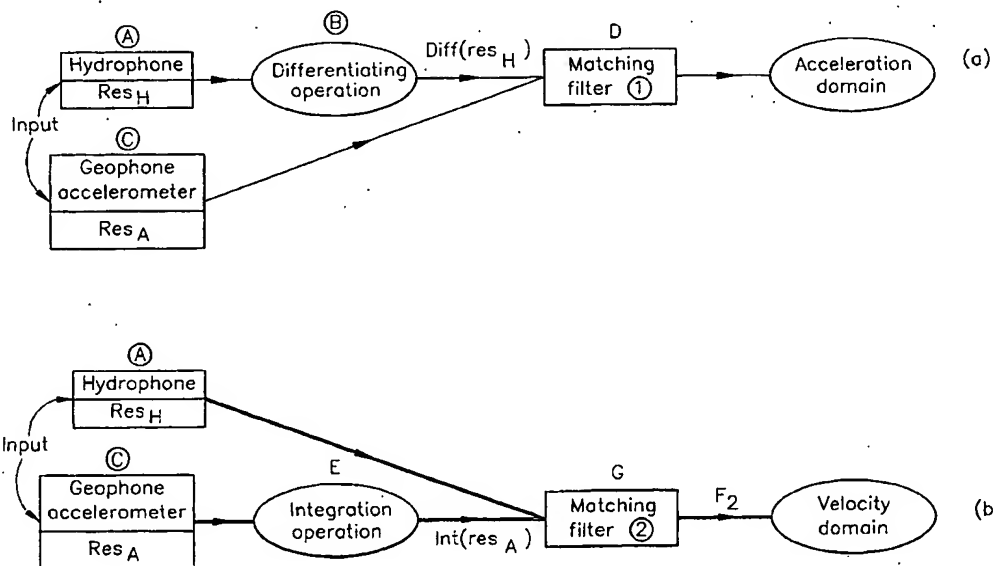 Ⓐ
Hydrophone
Res H
Input
Ⓒ
Geophone
accelerometer
Res A
Ⓑ
Differentiating
operation
Diff(res H)
D
Matching
filter ①
Acceleration
domain
(a)
Ⓐ
Hydrophone
Res H
Input
Ⓒ
Geophone
accelerometer
Res A
E
Integration
operation
Int(res A)
G
Matching
filter ②
F2
Velocity
domain
(b